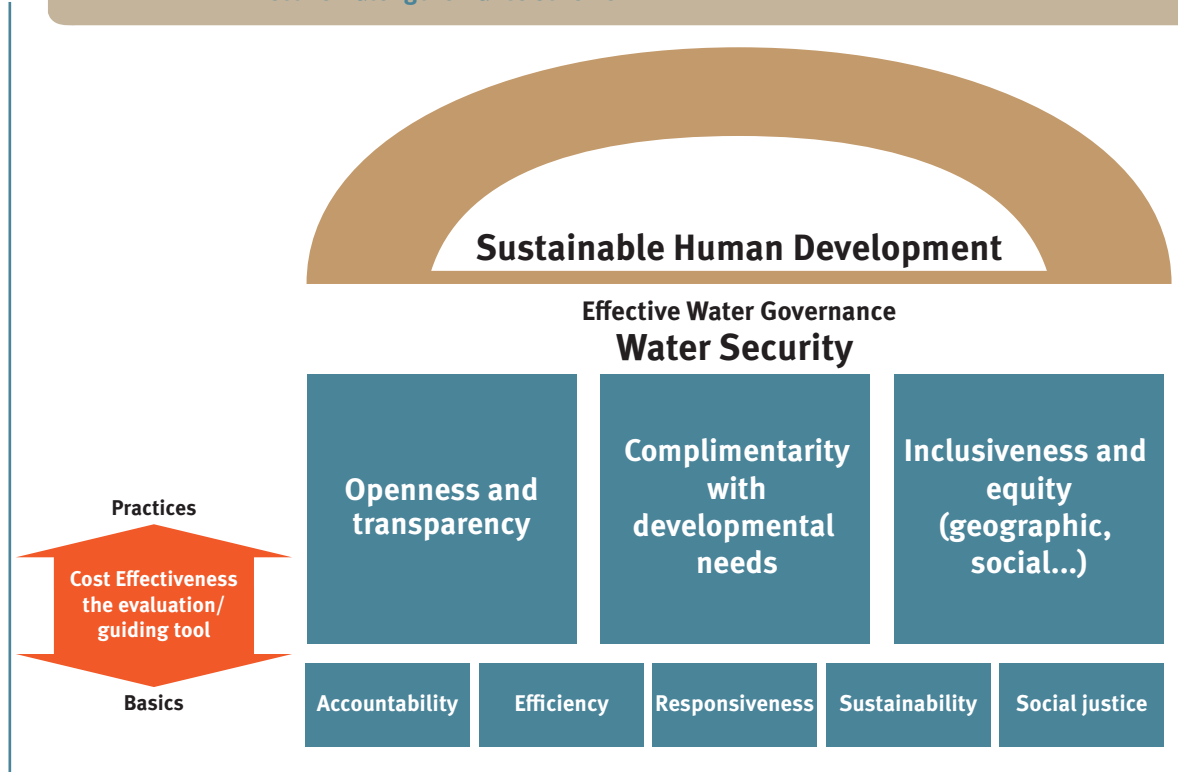 Sustainable Human Development
Effective Water Governance
Water Security
Openness and
transparency
Complimentarity
with
developmental
needs
Inclusiveness and
equity
(geographic,
social...)
Practices
Cost Effectiveness
the evaluation/
guiding tool
Basics
Accountability
Efficiency
Responsiveness
Sustainability
Social justice